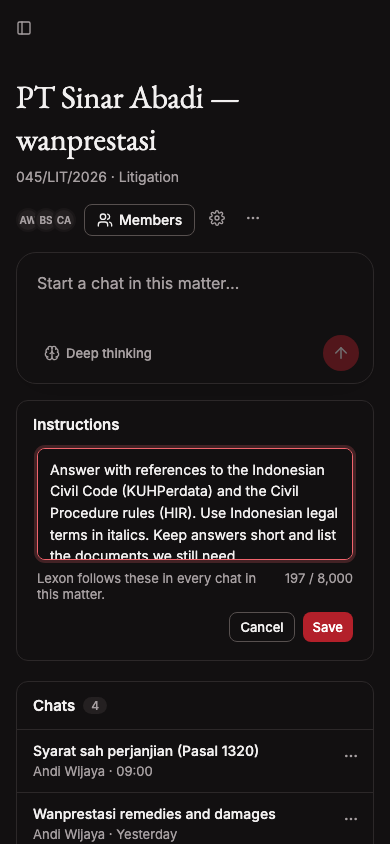 PT Sinar Abadi —
wanprestasi
045/LIT/2026 · Litigation
AW BS CA
Members
Start a chat in this matter...
Deep thinking
Instructions
Answer with references to the Indonesian
Civil Code (KUHPerdata) and the Civil
Procedure rules (HIR). Use Indonesian legal
terms in italics. Keep answers short and list
the documents we still need
Lexon follows these in every chat in
this matter.
197 / 8,000
Cancel
Save
Chats 4
Syarat sah perjanjian (Pasal 1320)
Andi Wijaya · 09:00
Wanprestasi remedies and damages
Andi Wijaya · Yesterday